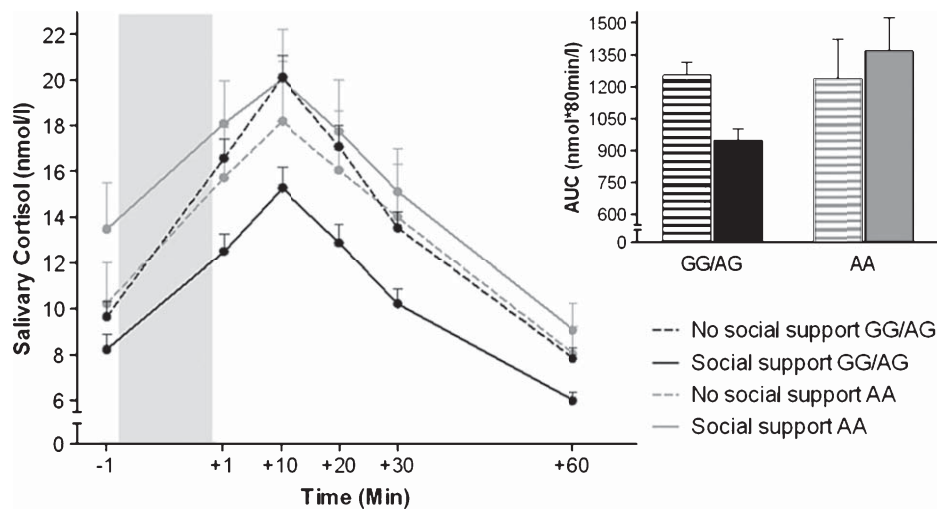 Salivary Cortisol (nmol/l)
22
20
18
16
14
12
10
8
6
0
-1
+1
+10
+20
+30
+60
Time (Min)
AUC (nmol*80min/l)
1500
1350
1200
1050
900
750
600
0
GG/AG
AA
No social support GG/AG
Social support GG/AG
No social support AA
Social support AA